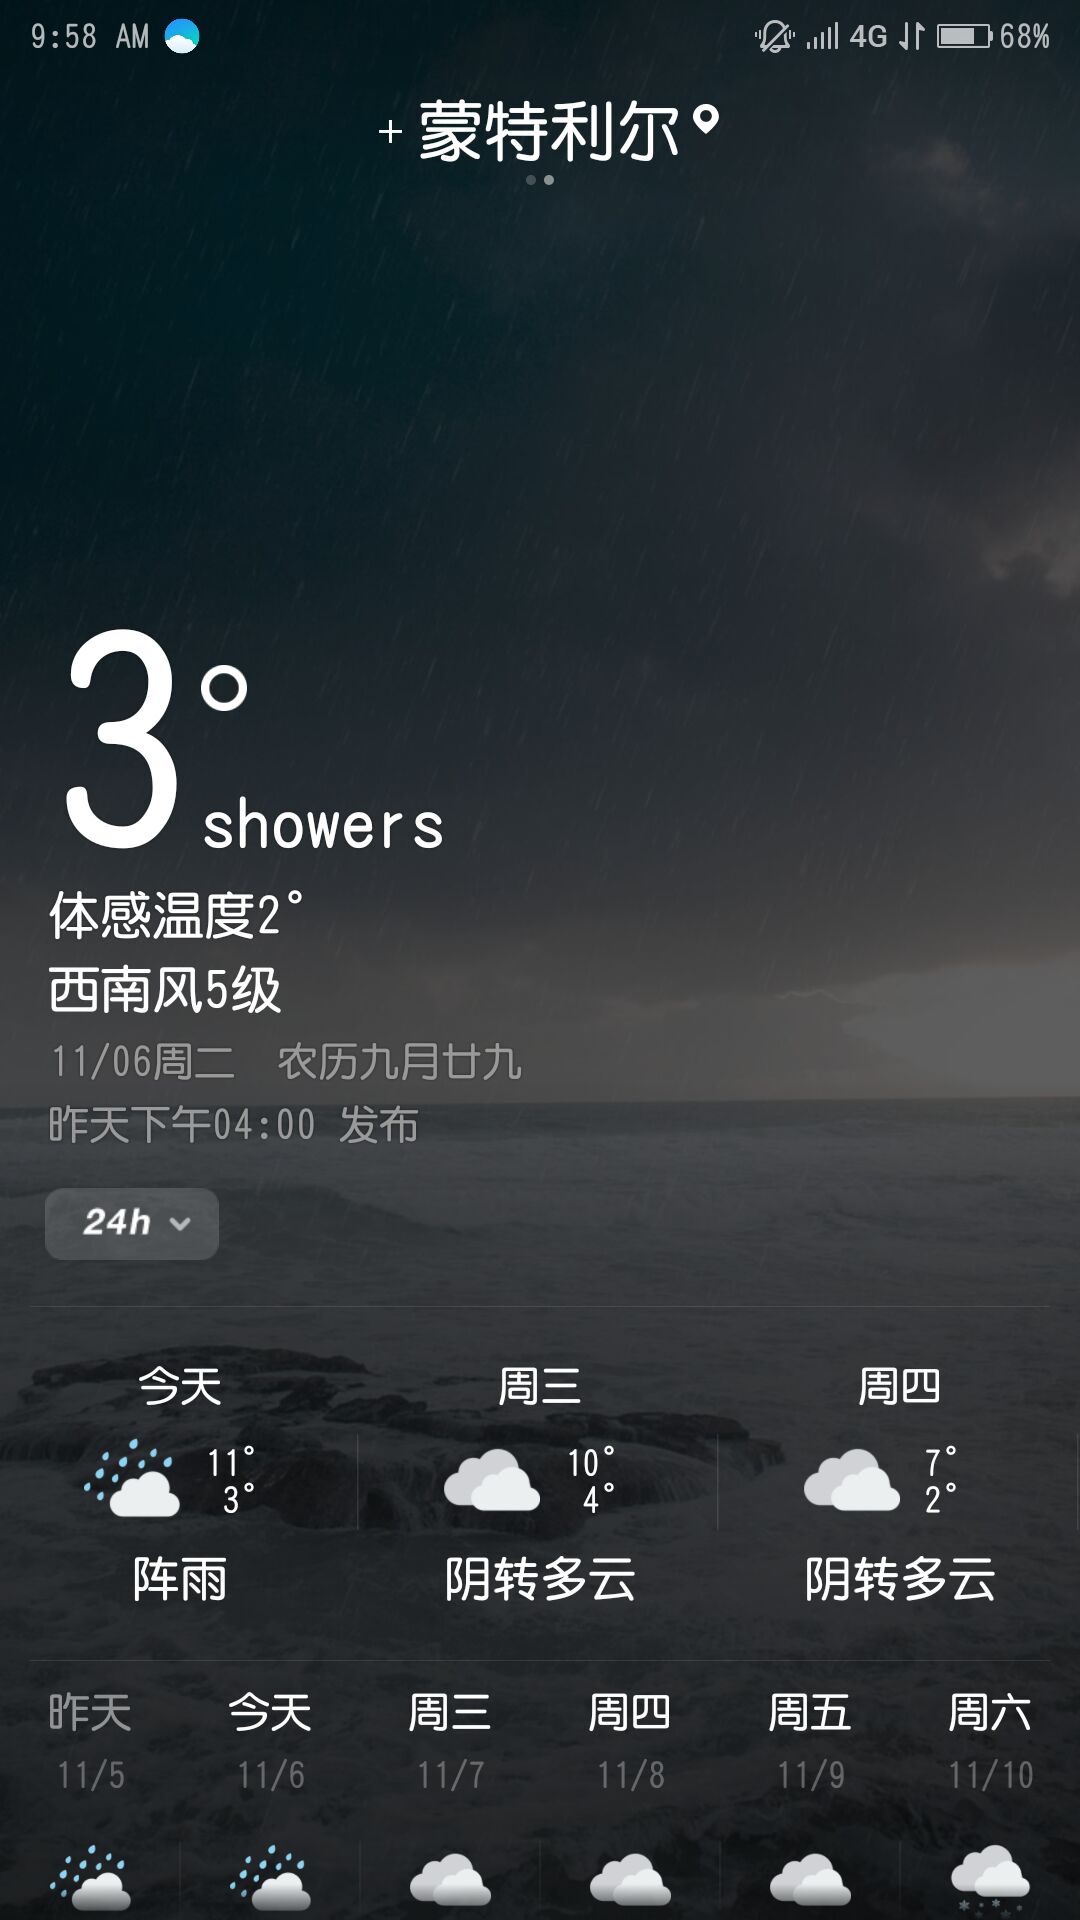 9:58 AM 4G 68%
+ 蒙特利尔
3°
showers
体感温度2°
西南风5级
11/06周二 农历九月廿九
昨天下午04:00 发布
24h
今天 周三 周四
11° 10° 7°
3° 4° 2°
阵雨 阴转多云 阴转多云
昨天 今天 周三 周四 周五 周六
11/5 11/6 11/7 11/8 11/9 11/10